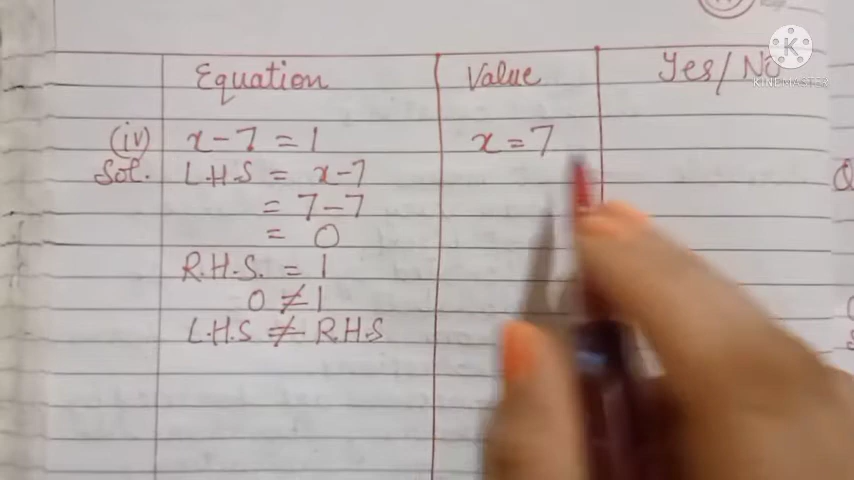 Equation Value Yes/No
(iv) x-7=1 x=7
Sol. L.H.S = x-7
= 7-7
= 0
R.H.S. = 1
0 ≠ 1
L.H.S ≠ R.H.S
K
KINEMASTER